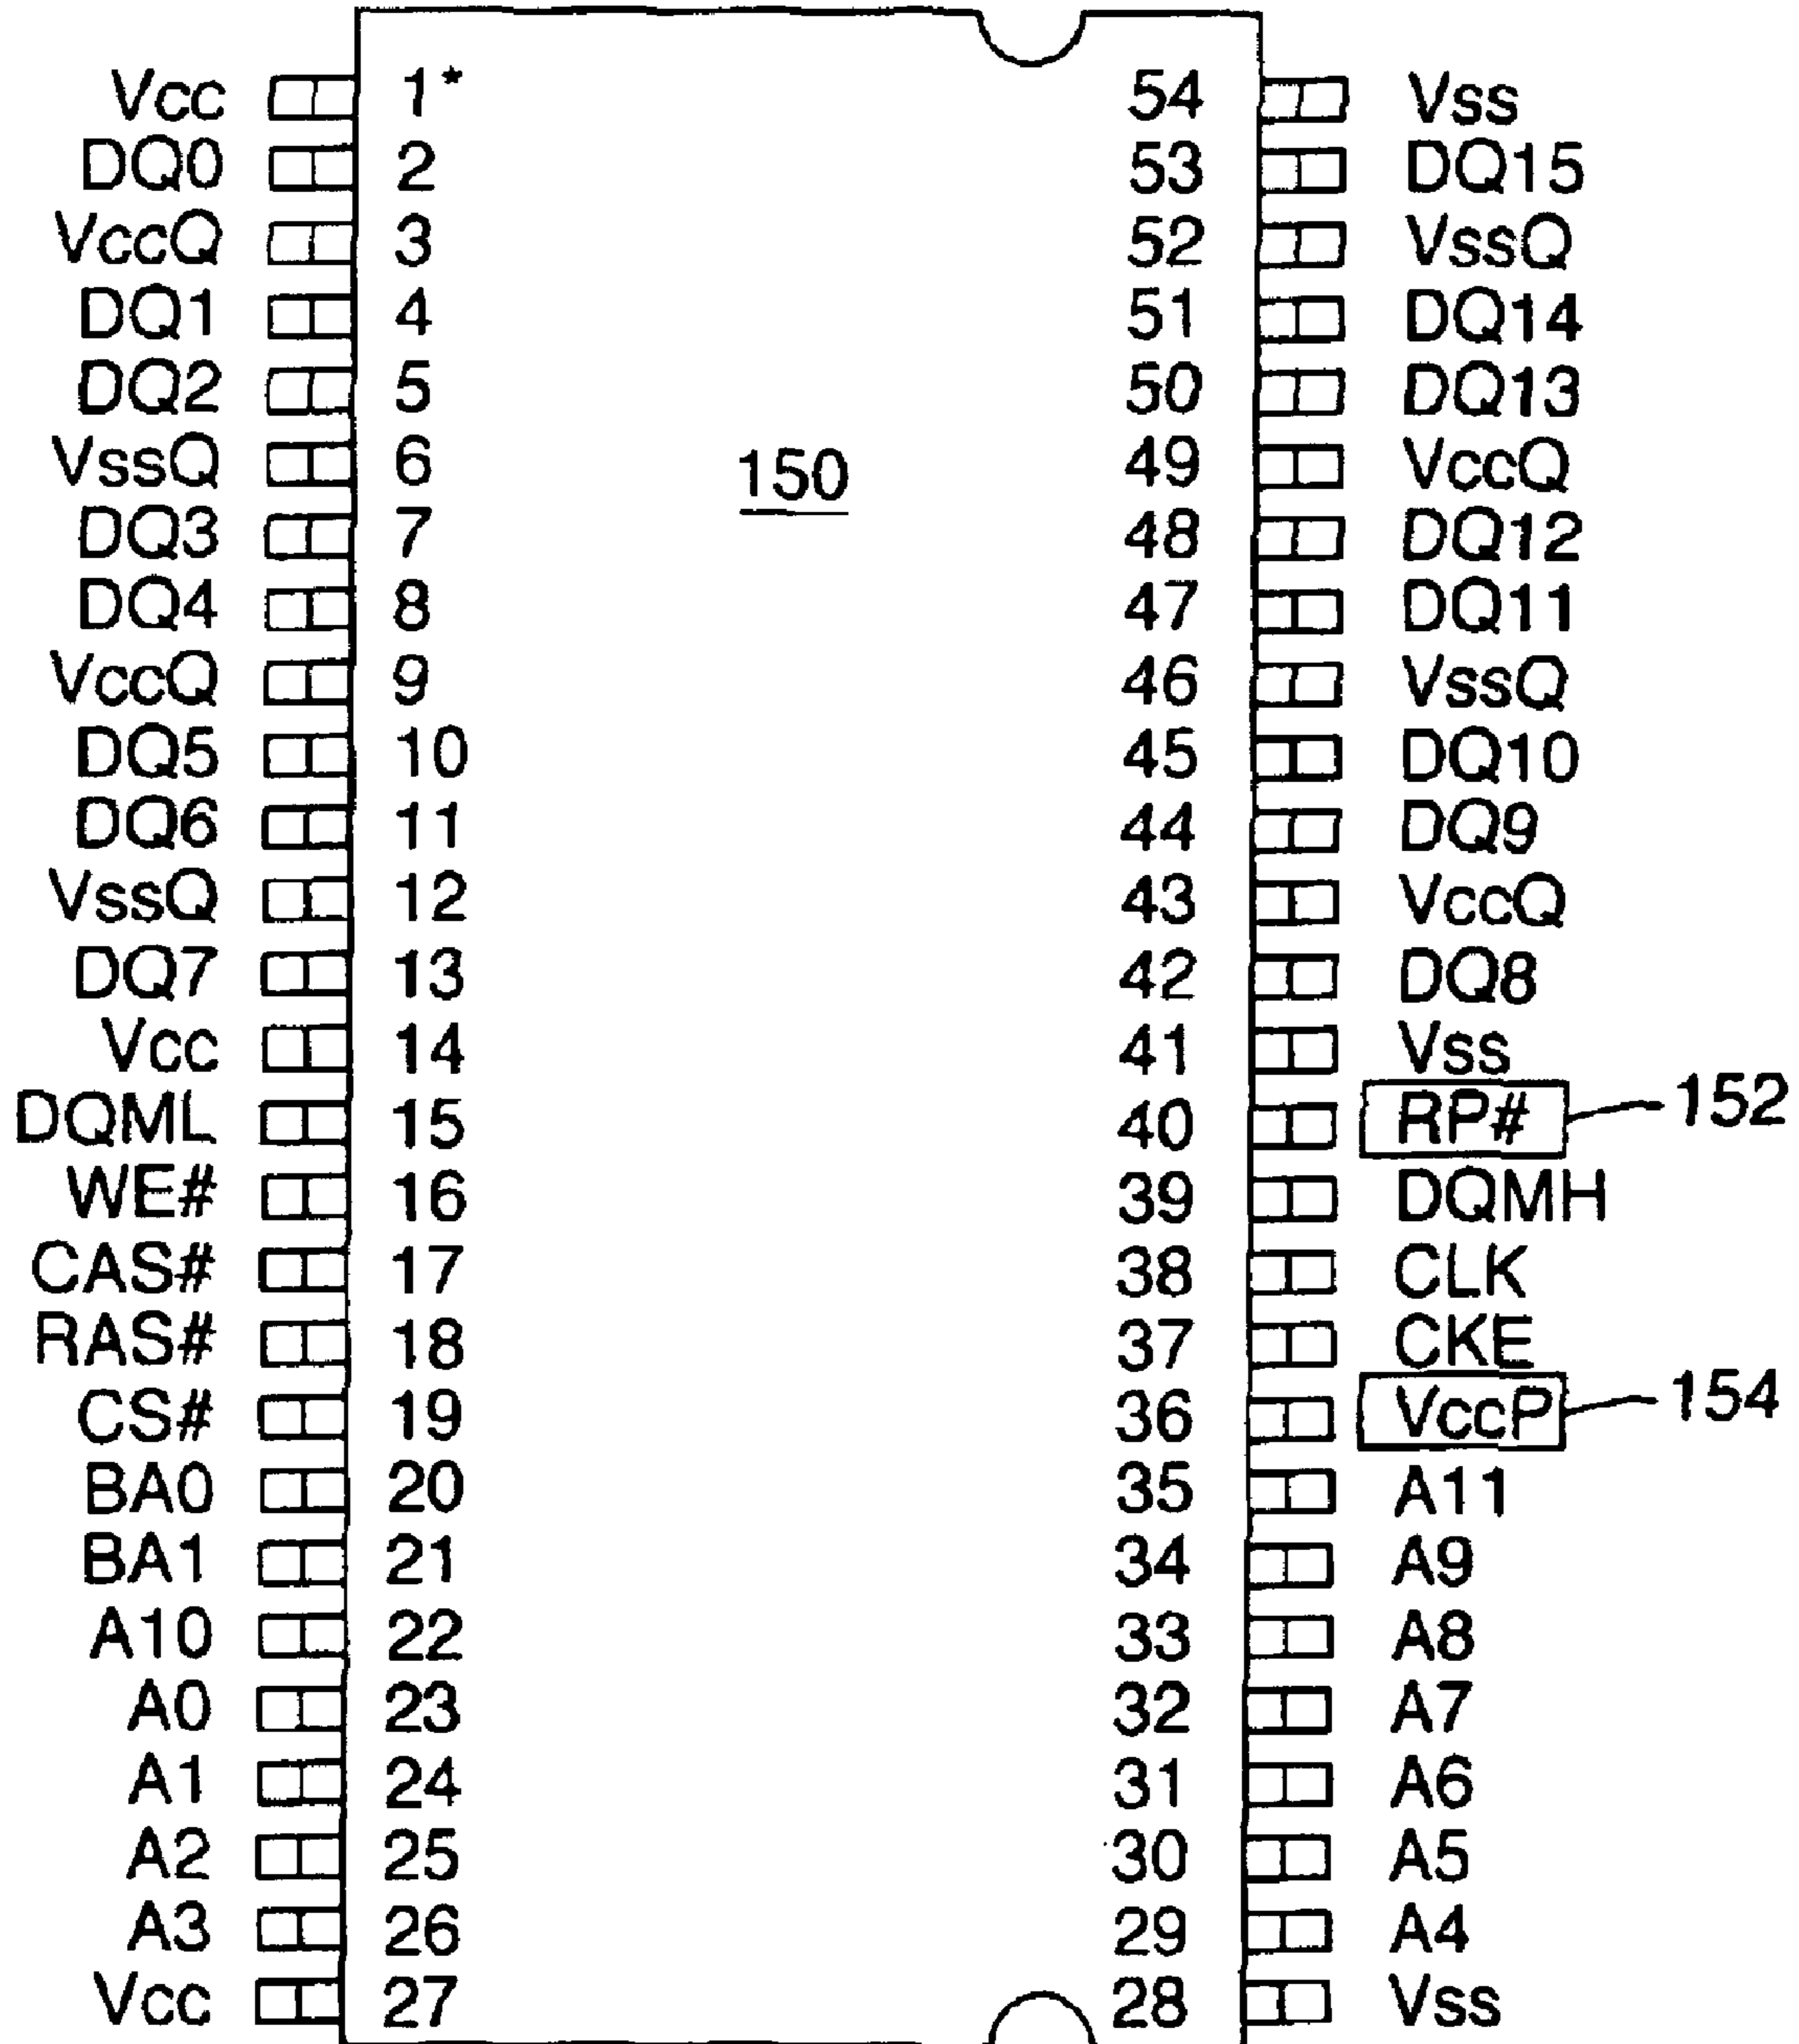 Vcc 1* 54 Vss
DQ0 2 53 DQ15
VccQ 3 52 VssQ
DQ1 4 51 DQ14
DQ2 5 50 DQ13
VssQ 6 150 49 VccQ
DQ3 7 48 DQ12
DQ4 8 47 DQ11
VccQ 9 46 VssQ
DQ5 10 45 DQ10
DQ6 11 44 DQ9
VssQ 12 43 VccQ
DQ7 13 42 DQ8
Vcc 14 41 Vss
DQML 15 40 RP# 152
WE# 16 39 DQMH
CAS# 17 38 CLK
RAS# 18 37 CKE
CS# 19 36 VccP 154
BA0 20 35 A11
BA1 21 34 A9
A10 22 33 A8
A0 23 32 A7
A1 24 31 A6
A2 25 30 A5
A3 26 29 A4
Vcc 27 28 Vss